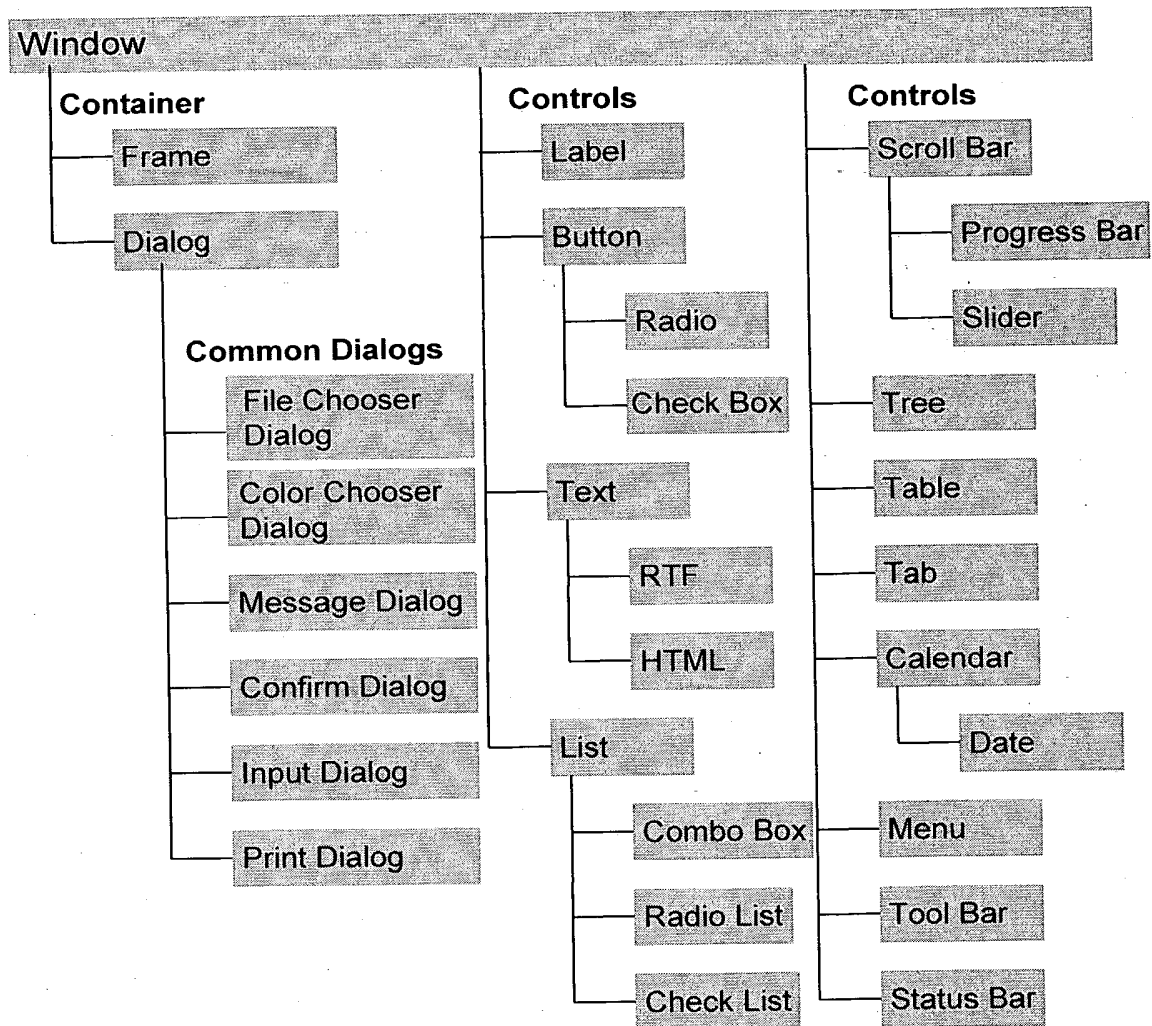 Window
Container
Frame
Dialog
Common Dialogs
File Chooser
Dialog
Color Chooser
Dialog
Message Dialog
Confirm Dialog
Input Dialog
Print Dialog
Controls
Label
Button
Radio
Check Box
Text
RTF
HTML
List
Combo Box
Radio List
Check List
Controls
Scroll Bar
Progress Bar
Slider
Tree
Table
Tab
Calendar
Date
Menu
Tool Bar
Status Bar